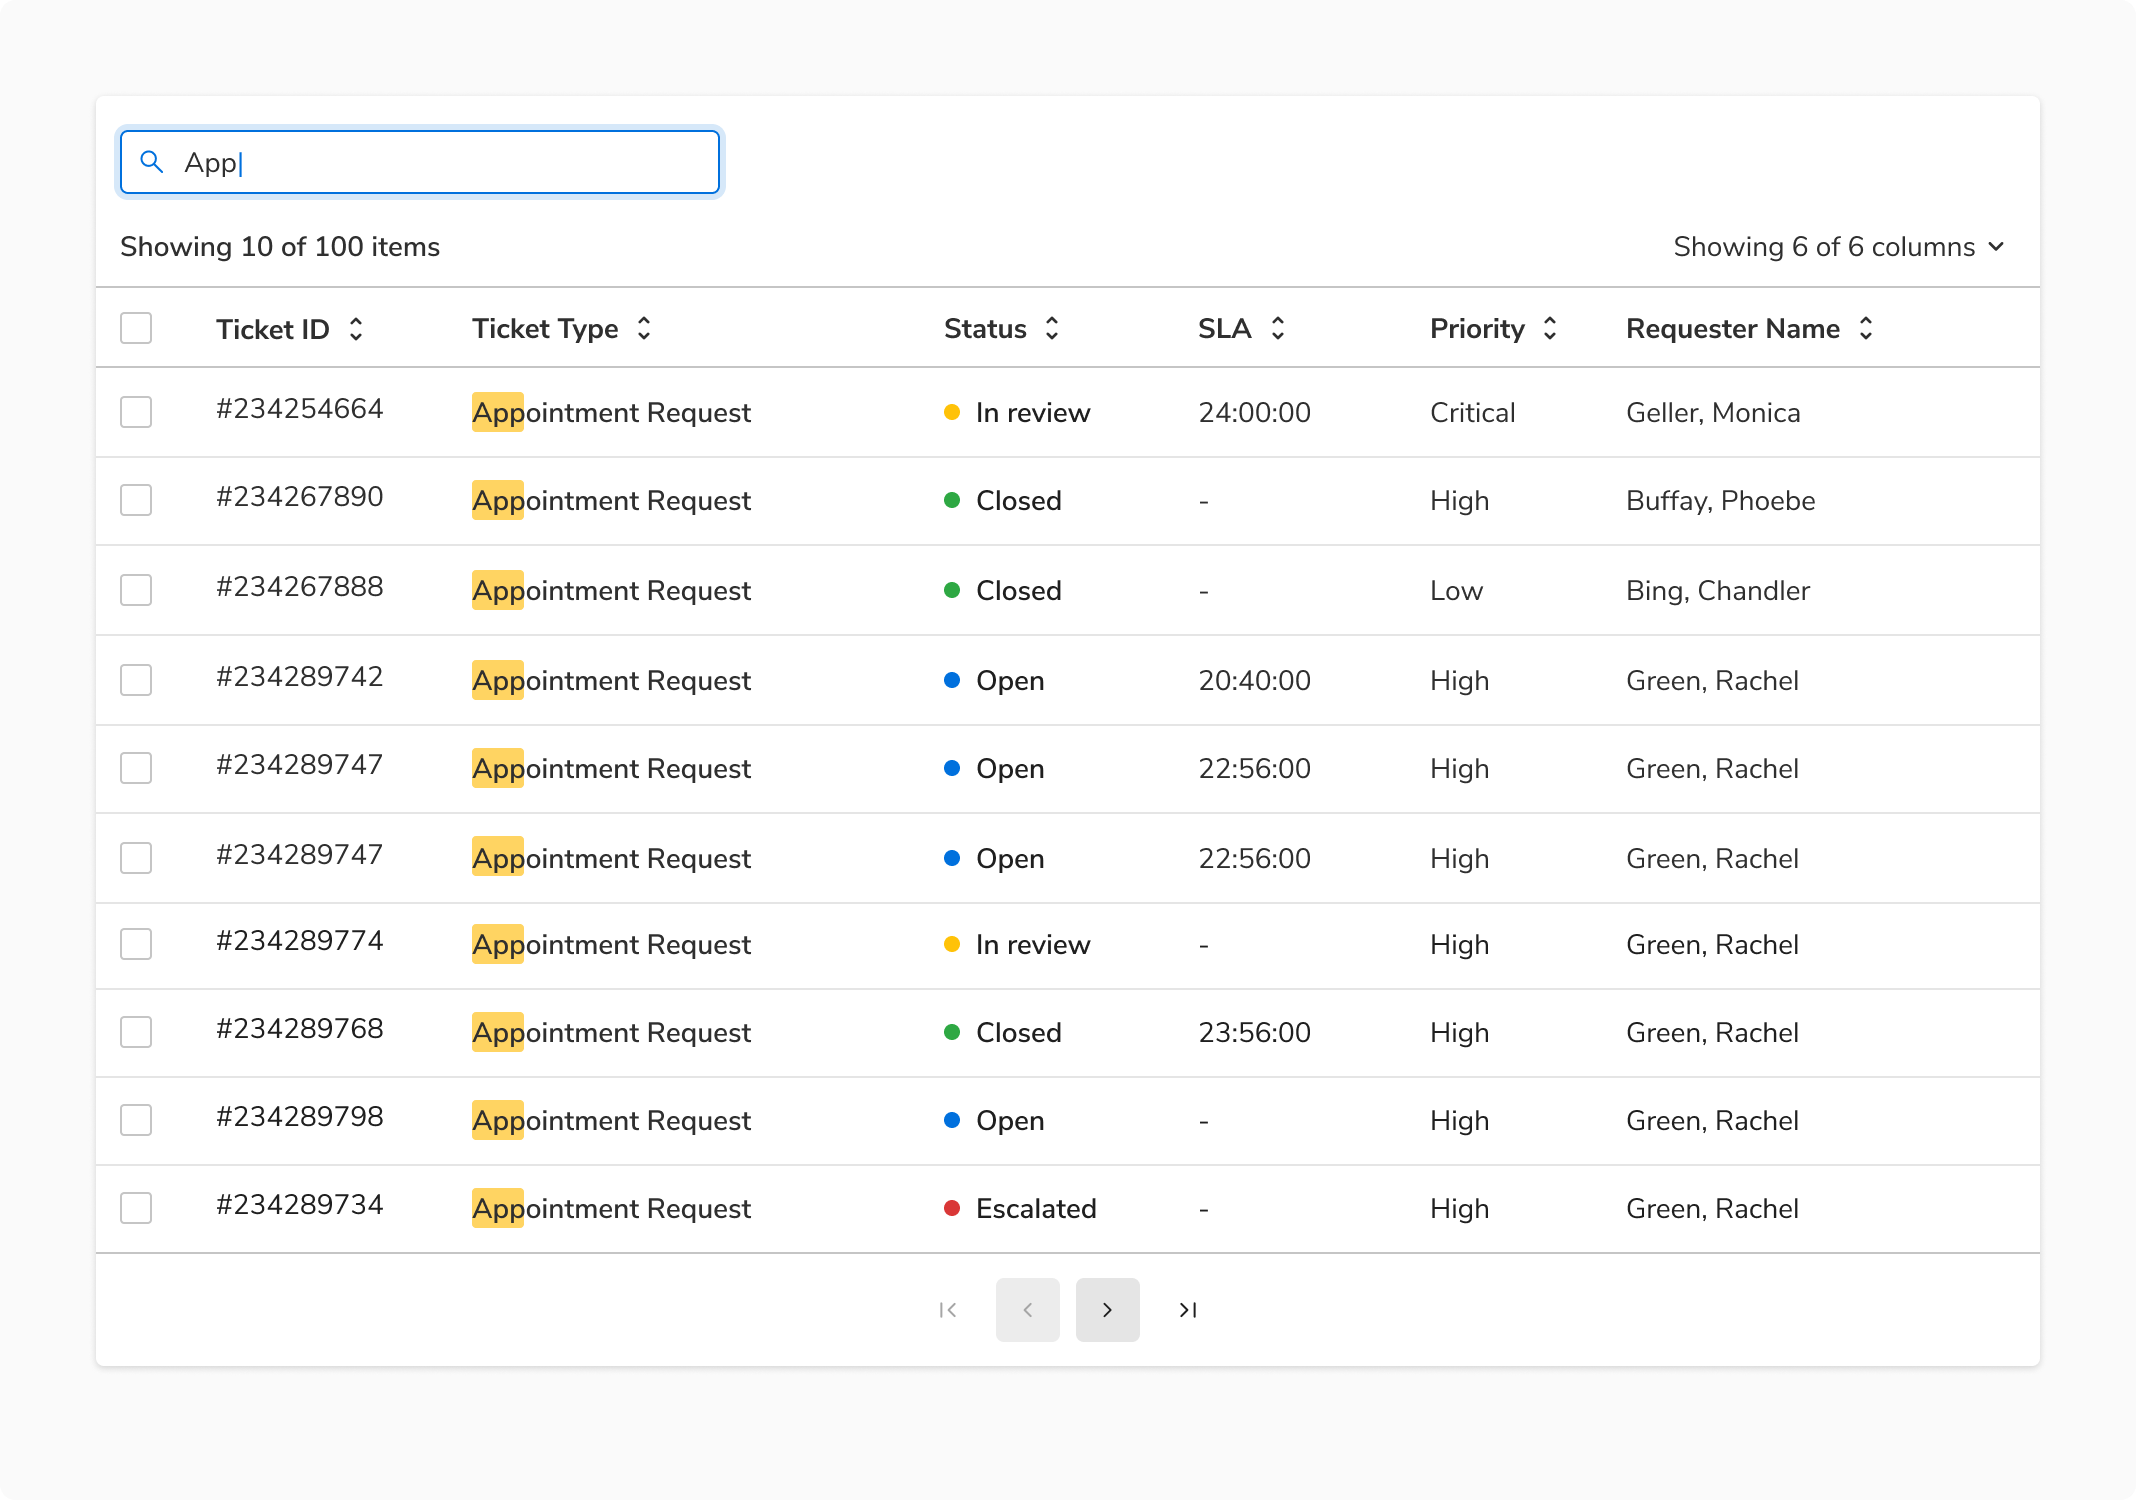 App
Showing 10 of 100 items Showing 6 of 6 columns
Ticket ID Ticket Type Status SLA Priority Requester Name
#234254664 Appointment Request In review 24:00:00 Critical Geller, Monica
#234267890 Appointment Request Closed - High Buffay, Phoebe
#234267888 Appointment Request Closed - Low Bing, Chandler
#234289742 Appointment Request Open 20:40:00 High Green, Rachel
#234289747 Appointment Request Open 22:56:00 High Green, Rachel
#234289747 Appointment Request Open 22:56:00 High Green, Rachel
#234289774 Appointment Request In review - High Green, Rachel
#234289768 Appointment Request Closed 23:56:00 High Green, Rachel
#234289798 Appointment Request Open - High Green, Rachel
#234289734 Appointment Request Escalated - High Green, Rachel